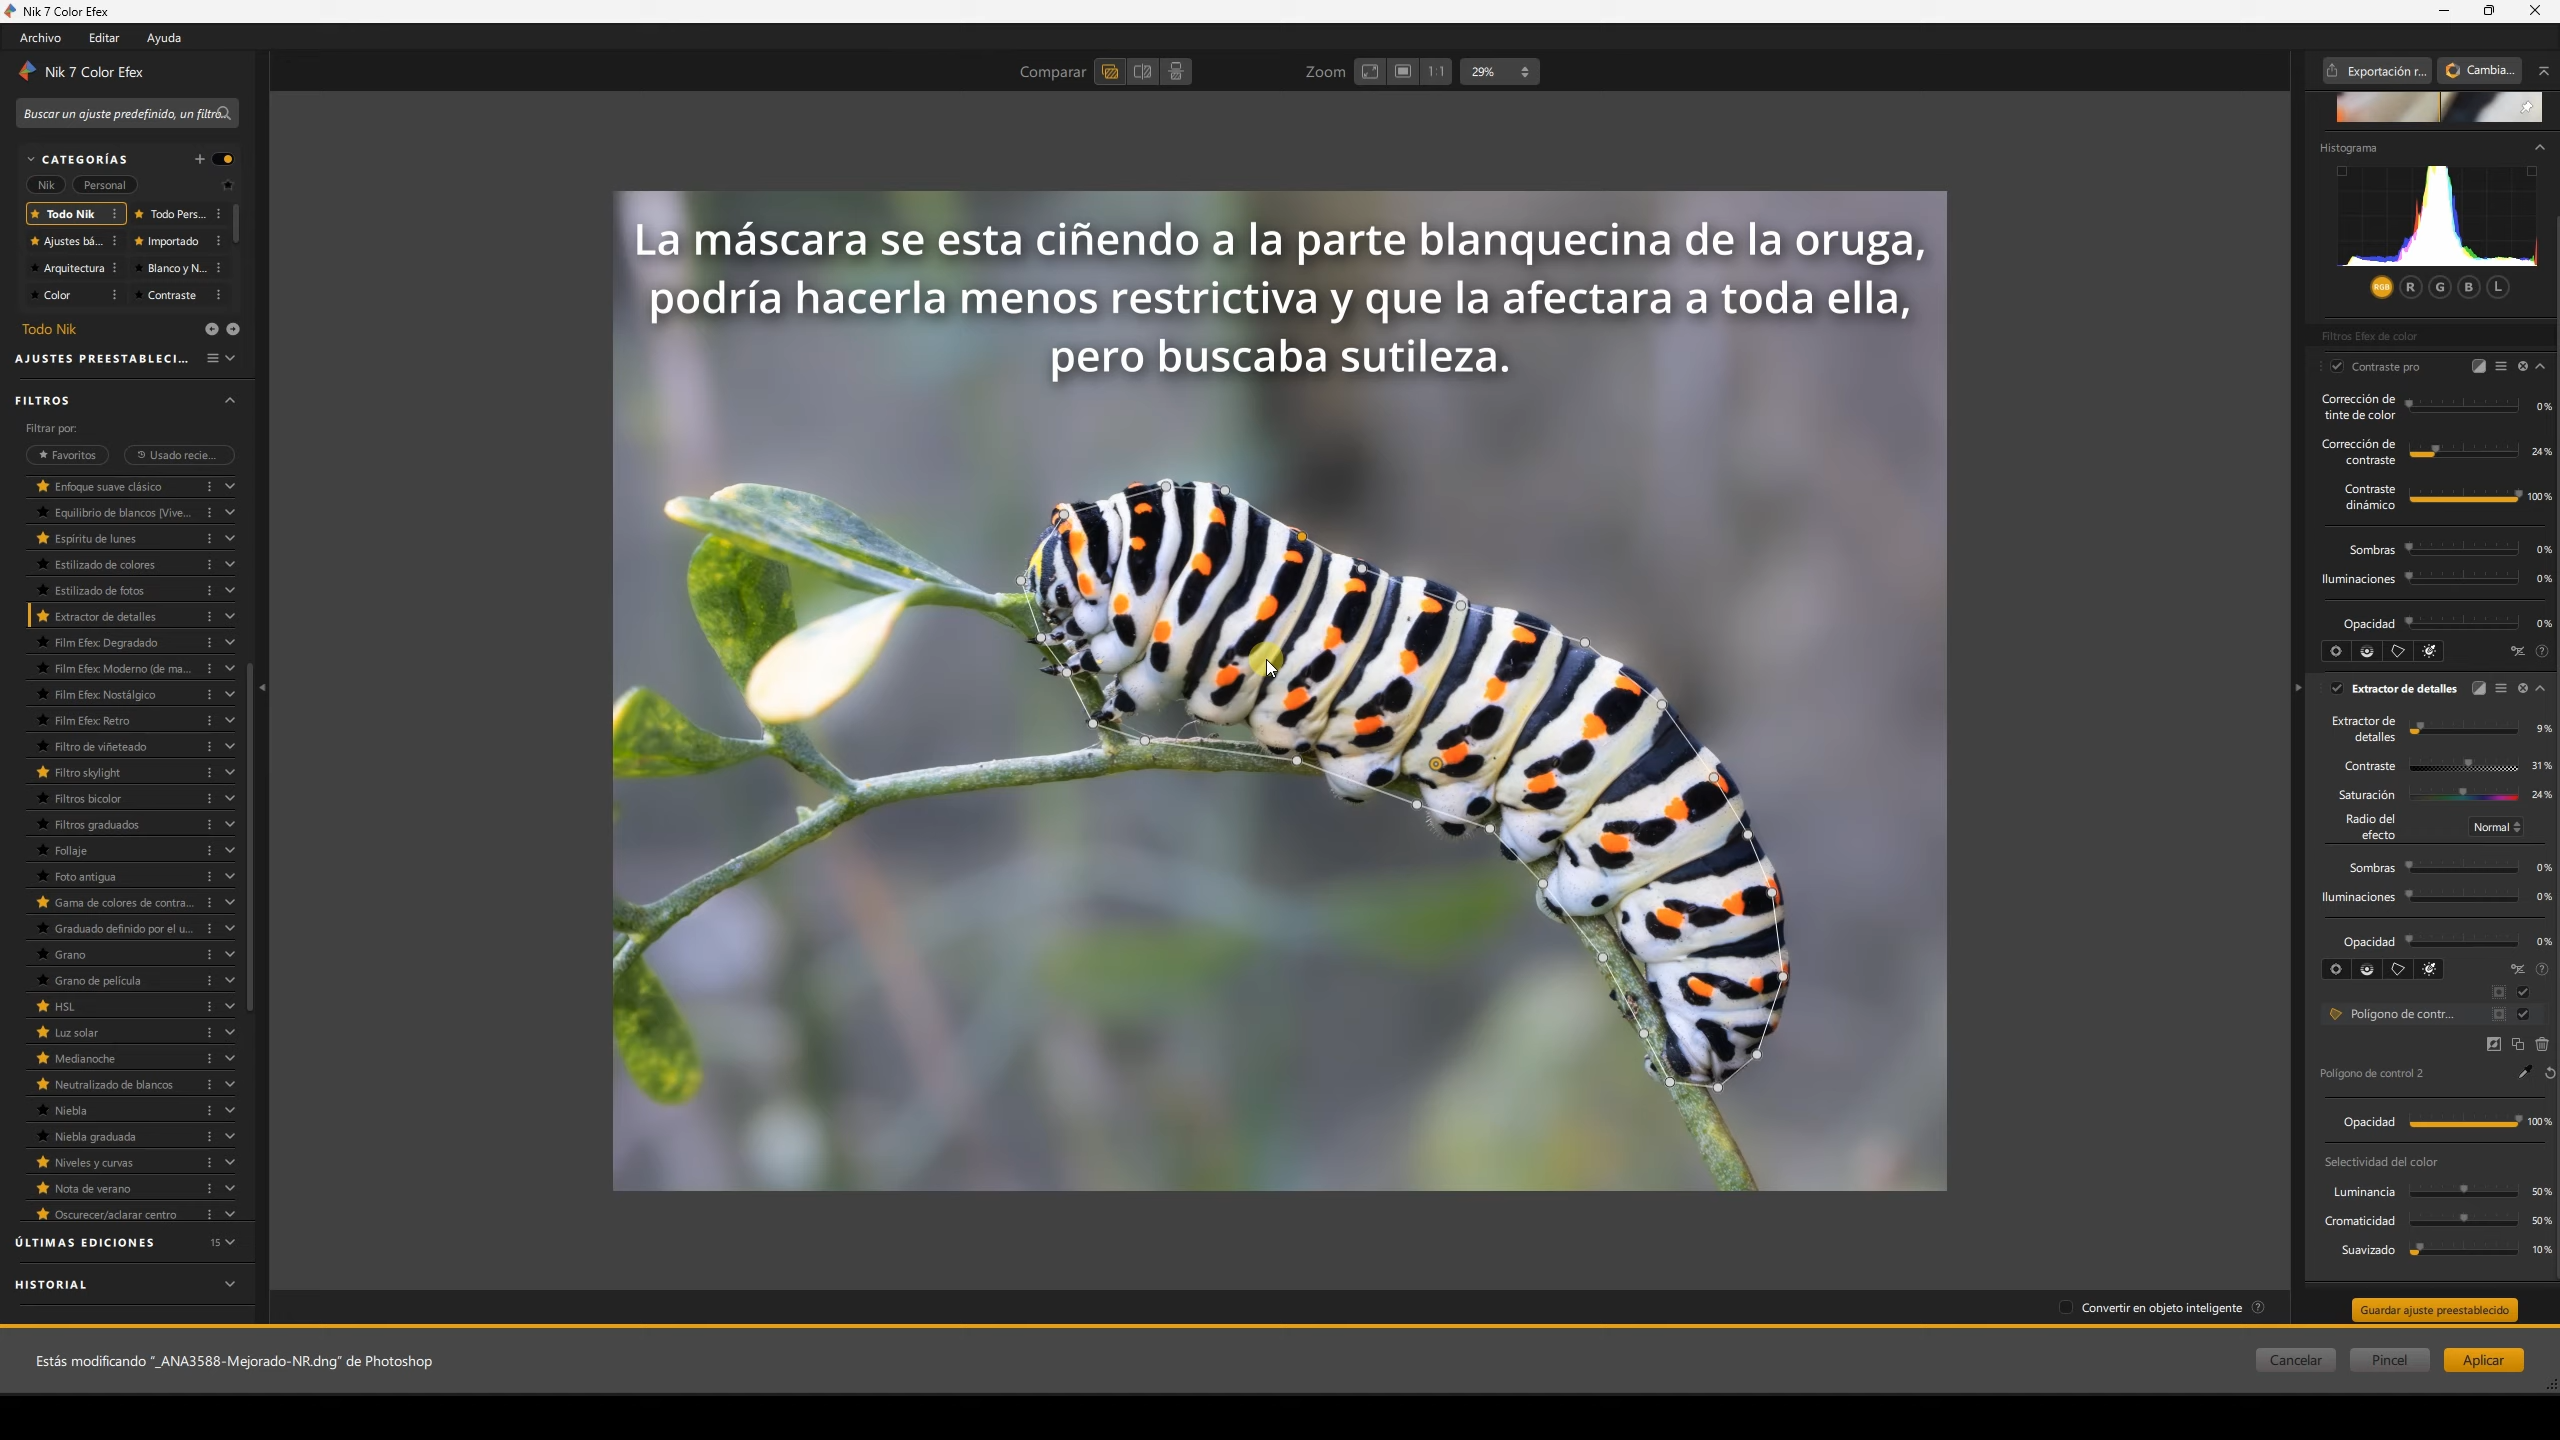 Nik 7 Color Efex
Archivo Editar Ayuda
Nik 7 Color Efex
Comparar
Zoom 1:1 29%
Exportación r... Cambia...
Buscar un ajuste predefinido, un filtro...
CATEGORÍAS
Nik Personal
Todo Nik Todo Pers...
Ajustes bá... Importado
Arquitectura Blanco y N...
Color Contraste
Todo Nik
AJUSTES PREESTABLECI...
FILTROS
Filtrar por:
Favoritos Usado recie...
Enfoque suave clásico
Equilibrio de blancos [Vive...
Espíritu de lunes
Estilizado de colores
Estilizado de fotos
Extractor de detalles
Film Efex: Degradado
Film Efex: Moderno (de ma...
Film Efex: Nostálgico
Film Efex: Retro
Filtro de viñeteado
Filtro skylight
Filtros bicolor
Filtros graduados
Follaje
Foto antigua
Gama de colores de contra...
Graduado definido por el u...
Grano
Grano de película
HSL
Luz solar
Medianoche
Neutralizado de blancos
Niebla
Niebla graduada
Niveles y curvas
Nota de verano
Oscurecer/aclarar centro
ÚLTIMAS EDICIONES 15
HISTORIAL
La máscara se esta ciñendo a la parte blanquecina de la oruga,
podría hacerla menos restrictiva y que la afectara a toda ella,
pero buscaba sutileza.
Histograma
RGB R G B L
Filtros Efex de color
Contraste pro
Corrección de
tinte de color 0%
Corrección de
contraste 24%
Contraste
dinámico 100%
Sombras 0%
Iluminaciones 0%
Opacidad 0%
Extractor de detalles
Extractor de
detalles 9%
Contraste 31%
Saturación 24%
Radio del
efecto Normal
Sombras 0%
Iluminaciones 0%
Opacidad 0%
Polígono de contr...
Polígono de control 2
Opacidad 100%
Selectividad del color
Luminancia 50%
Cromaticidad 50%
Suavizado 10%
Convertir en objeto inteligente ?
Guardar ajuste preestablecido
Estás modificando "_ANA3588-Mejorado-NR.dng" de Photoshop
Cancelar Pincel Aplicar